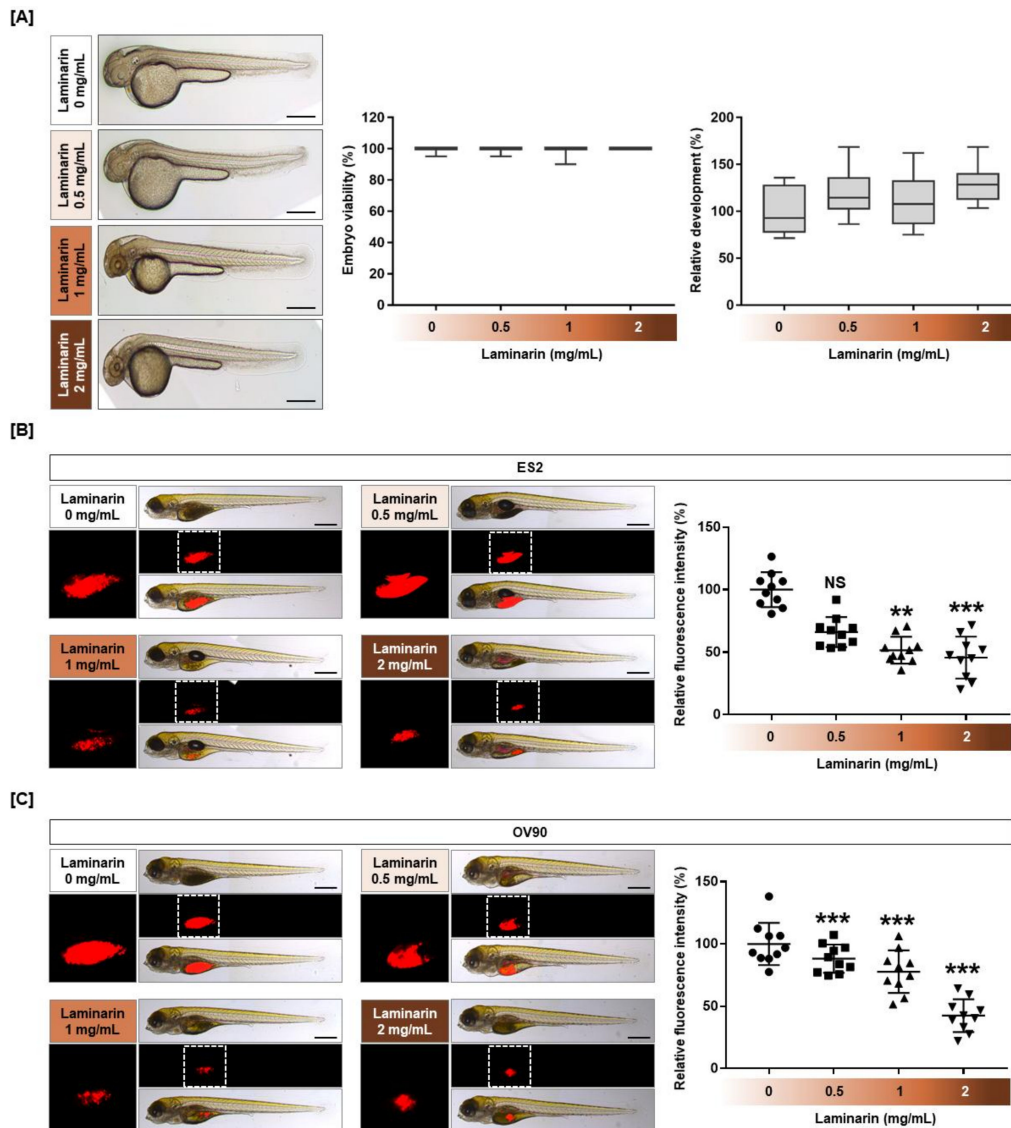 [A]
Laminarin
0 mg/mL
Laminarin
0.5 mg/mL
Laminarin
1 mg/mL
Laminarin
2 mg/mL
Embryo viability (%)
120
100
80
60
40
20
0
0 0.5 1 2
Laminarin (mg/mL)
Relative development (%)
200
150
100
50
0
0 0.5 1 2
Laminarin (mg/mL)
[B]
ES2
Laminarin
0 mg/mL
Laminarin
0.5 mg/mL
Laminarin
1 mg/mL
Laminarin
2 mg/mL
Relative fluorescence intensity (%)
150
100
50
0
NS
**
***
0 0.5 1 2
Laminarin (mg/mL)
[C]
OV90
Laminarin
0 mg/mL
Laminarin
0.5 mg/mL
Laminarin
1 mg/mL
Laminarin
2 mg/mL
Relative fluorescence intensity (%)
150
100
50
0
***
***
***
0 0.5 1 2
Laminarin (mg/mL)